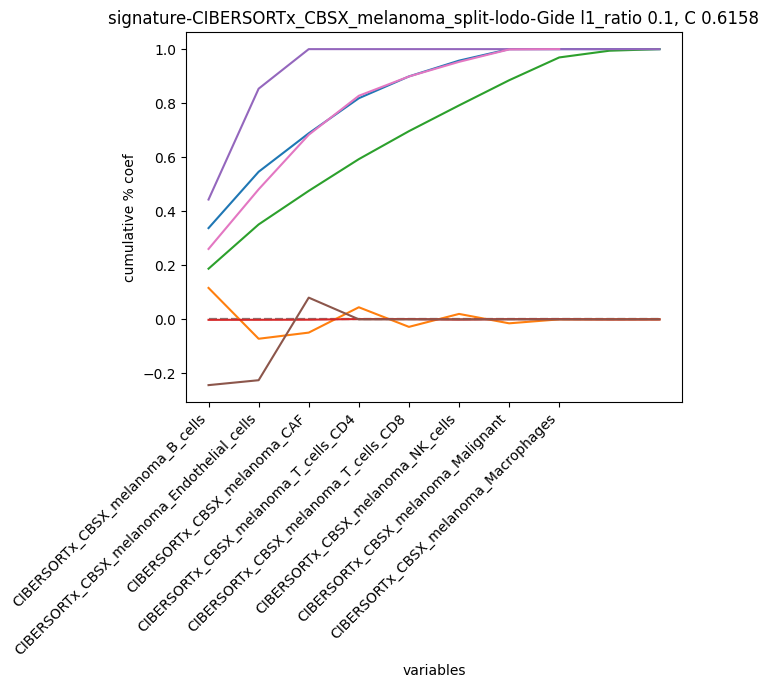 signature-CIBERSORTx_CBSX_melanoma_split-lodo-Gide l1_ratio 0.1, C 0.6158
cumulative % coef
1.0
0.8
0.6
0.4
0.2
0.0
−0.2
CIBERSORTx_CBSX_melanoma_B_cells
CIBERSORTx_CBSX_melanoma_Endothelial_cells
CIBERSORTx_CBSX_melanoma_CAF
CIBERSORTx_CBSX_melanoma_T_cells_CD4
CIBERSORTx_CBSX_melanoma_T_cells_CD8
CIBERSORTx_CBSX_melanoma_NK_cells
CIBERSORTx_CBSX_melanoma_Malignant
CIBERSORTx_CBSX_melanoma_Macrophages
variables